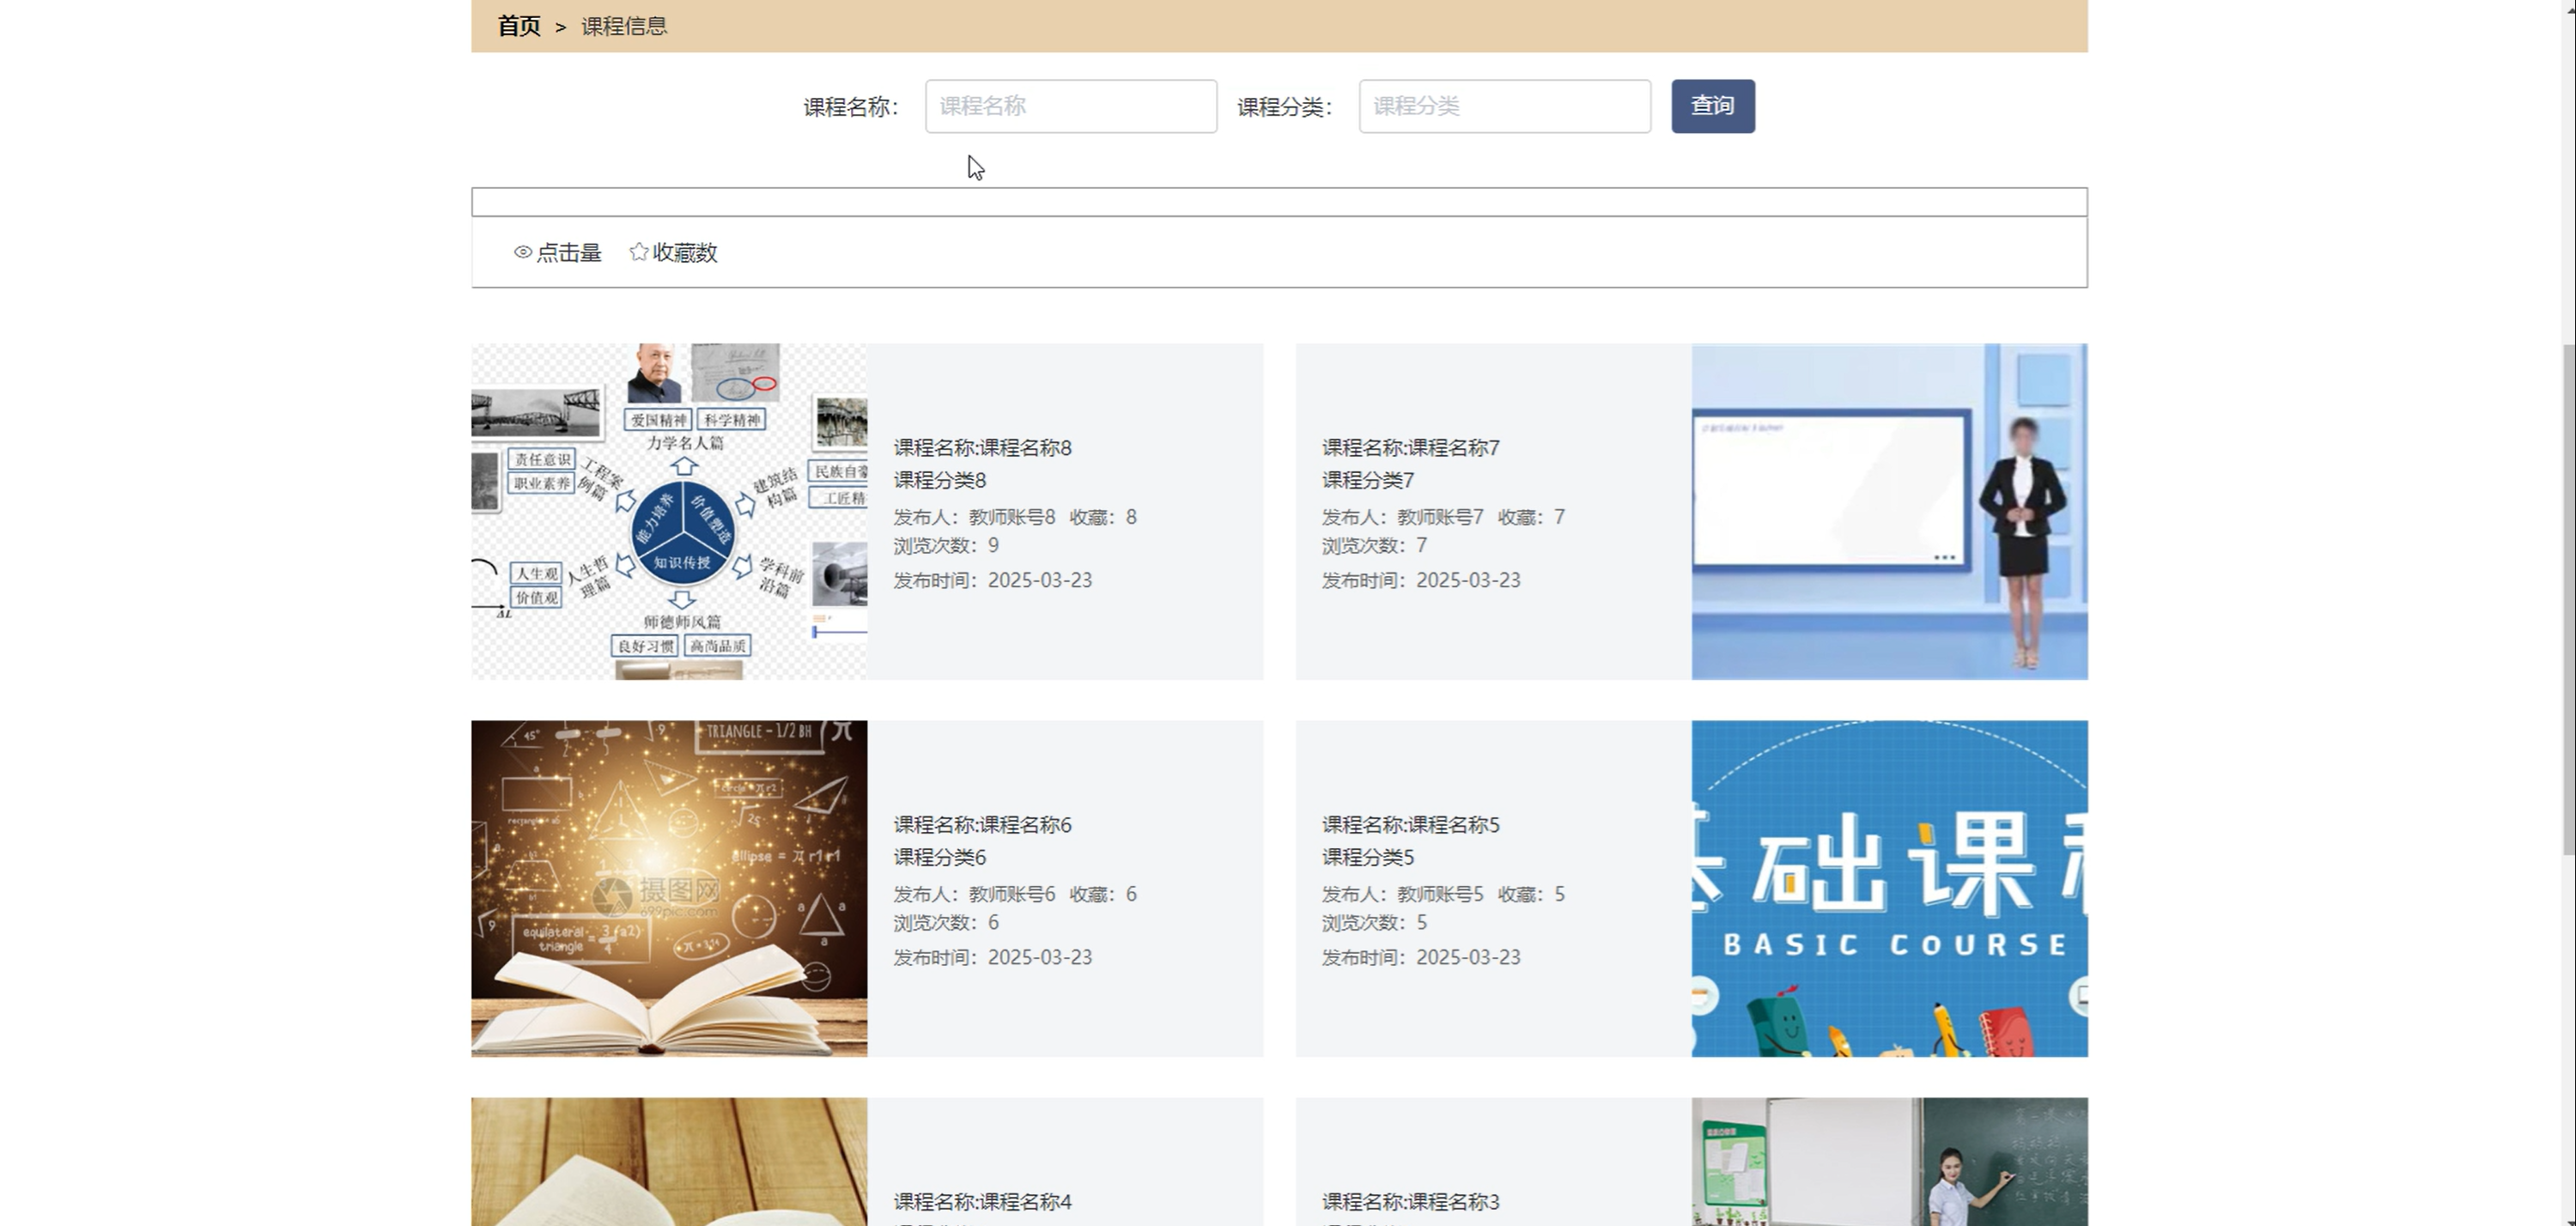 首页 > 课程信息
课程名称： 课程名称 课程分类： 课程分类 查询
点击量 收藏数
爱国精神 科学精神
力学名人篇
责任意识
职业素养
工程案例篇
建筑结构篇
民族自豪
工匠精
能力培养
价值塑造
知识传授
人生观
价值观
人生哲理篇
学科前沿篇
ΔL
师德师风篇
良好习惯 高尚品质
课程名称:课程名称8
课程分类8
发布人：教师账号8 收藏：8
浏览次数：9
发布时间：2025-03-23
课程名称:课程名称7
课程分类7
发布人：教师账号7 收藏：7
浏览次数：7
发布时间：2025-03-23
TRIANGLE - 1/2 BH
π
45°
circle = πr2
ellipse = π r1 r1
摄图网
699pic.com
equilateral triangle = 3/4 (a2)
π = 3,14
课程名称:课程名称6
课程分类6
发布人：教师账号6 收藏：6
浏览次数：6
发布时间：2025-03-23
课程名称:课程名称5
课程分类5
发布人：教师账号5 收藏：5
浏览次数：5
发布时间：2025-03-23
基础课程
BASIC COURSE
课程名称:课程名称4
课程名称:课程名称3